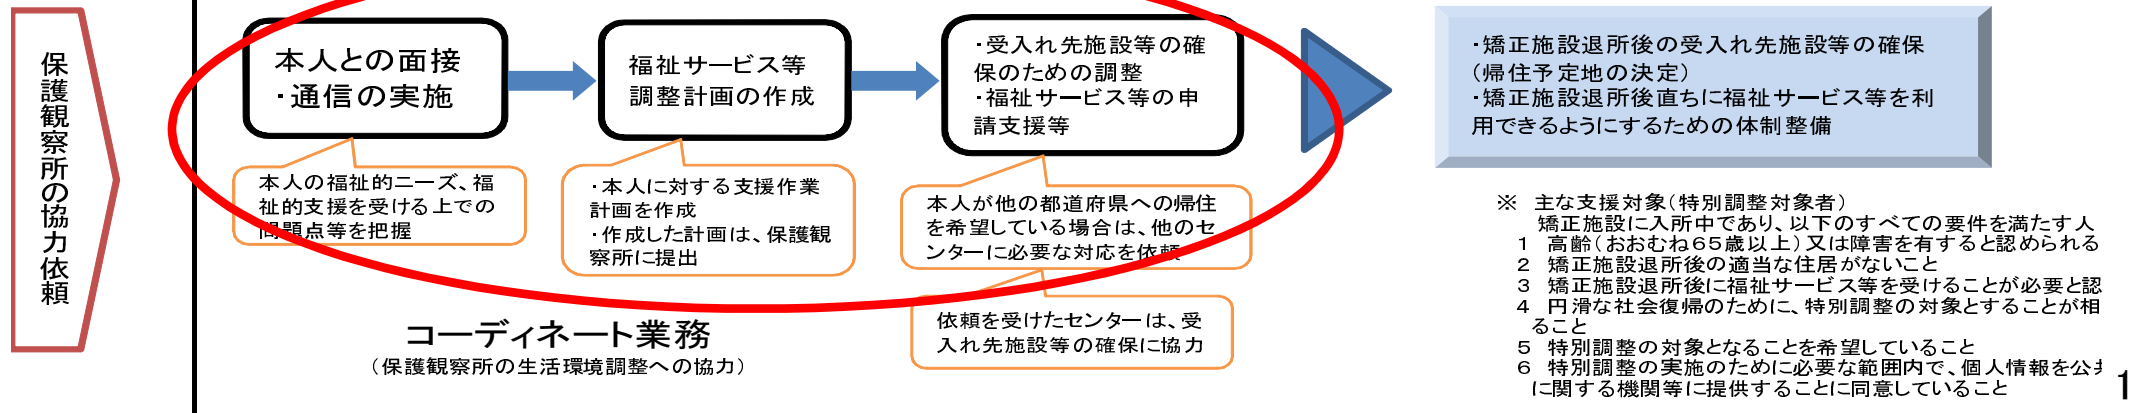 保護観察所の協力依頼
本人との面接
・通信の実施
福祉サービス等
調整計画の作成
・受入れ先施設等の確
保のための調整
・福祉サービス等の申
請支援等
・矯正施設退所後の受入れ先施設等の確保
（帰住予定地の決定）
・矯正施設退所後直ちに福祉サービス等を利
用できるようにするための体制整備
本人の福祉的ニーズ、福
祉的支援を受ける上での
問題点等を把握
・本人に対する支援作業
計画を作成
・作成した計画は、保護観
察所に提出
本人が他の都道府県への帰住
を希望している場合は、他のセ
ンターに必要な対応を依頼
依頼を受けたセンターは、受
入れ先施設等の確保に協力
コーディネート業務
（保護観察所の生活環境調整への協力）
※　主な支援対象（特別調整対象者）
矯正施設に入所中であり、以下のすべての要件を満たす人
１　高齢（おおむね６５歳以上）又は障害を有すると認められる
２　矯正施設退所後の適当な住居がないこと
３　矯正施設退所後に福祉サービス等を受けることが必要と認
４　円滑な社会復帰のために、特別調整の対象とすることが相
ること
５　特別調整の対象となることを希望していること
６　特別調整の実施のために必要な範囲内で、個人情報を公
に関する機関等に提供することに同意していること
1